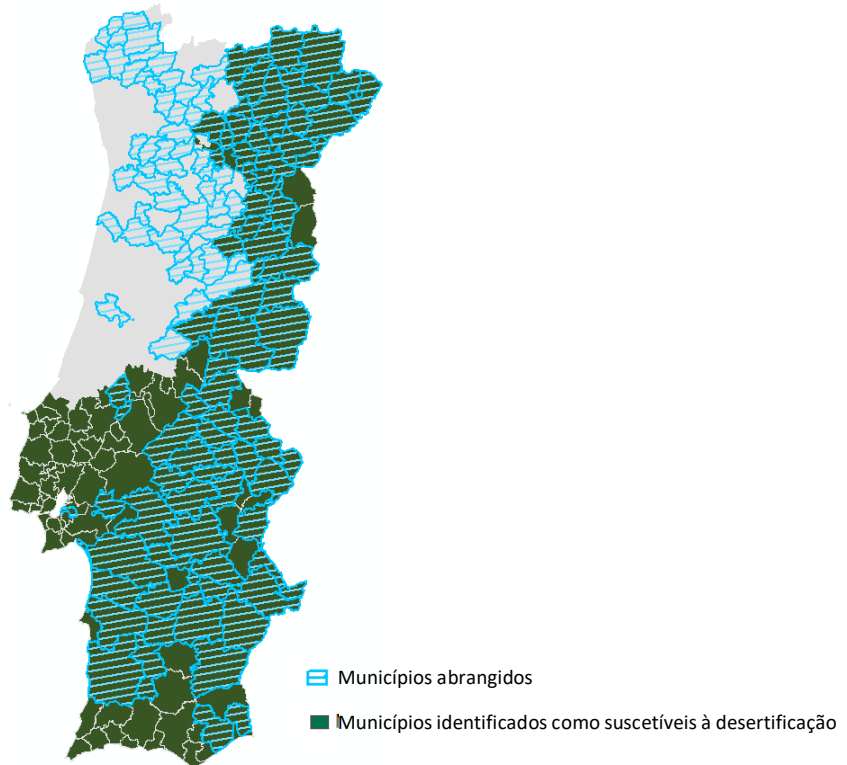 Municípios abrangidos
Municípios identificados como suscetíveis à desertificação